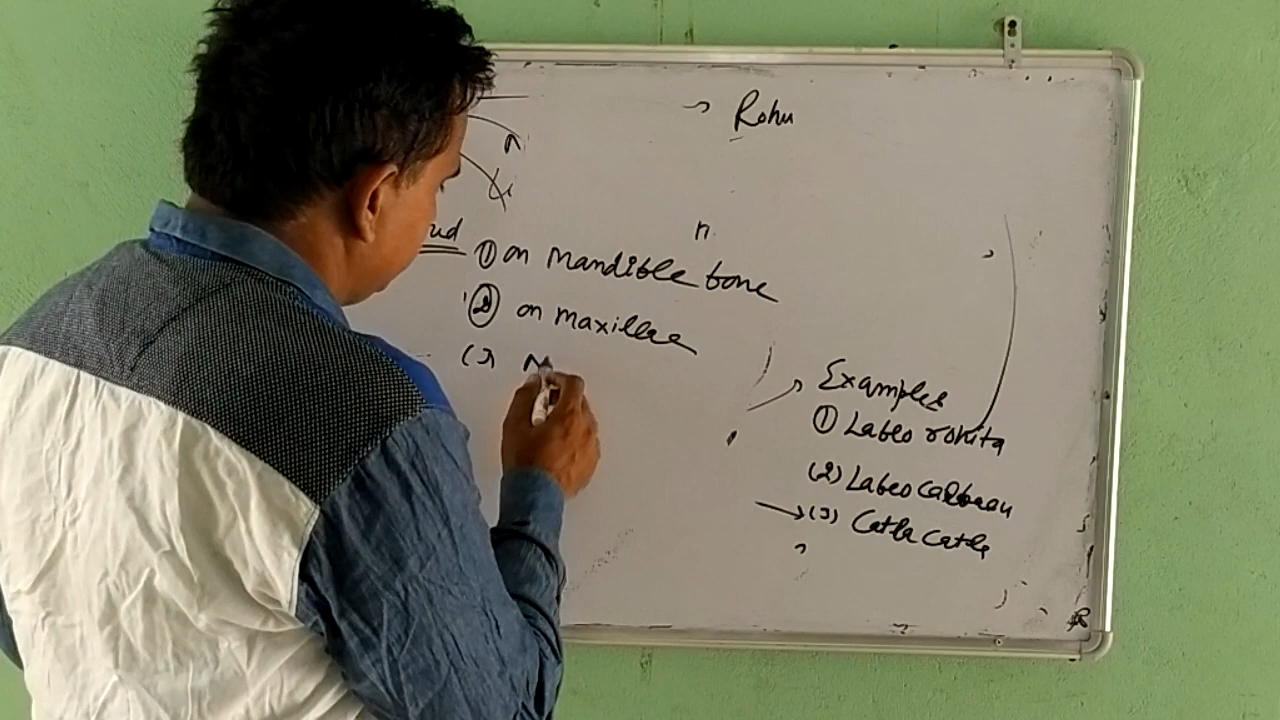 Rohu
n
① on mandible bone
② on maxillae
(3) N
Examples
① Labeo rohita
(2) Labeo calbasu
(3) Catla Catla
R